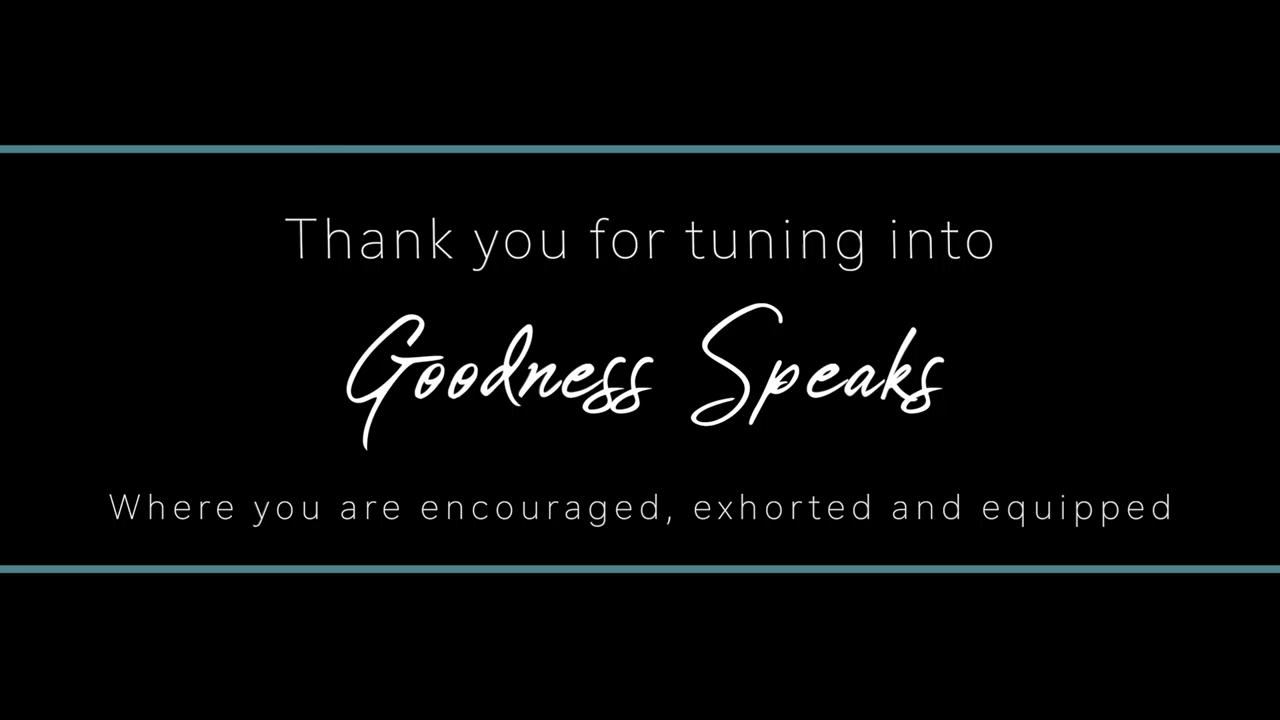 Thank you for tuning into
Goodness Speaks
Where you are encouraged, exhorted and equipped